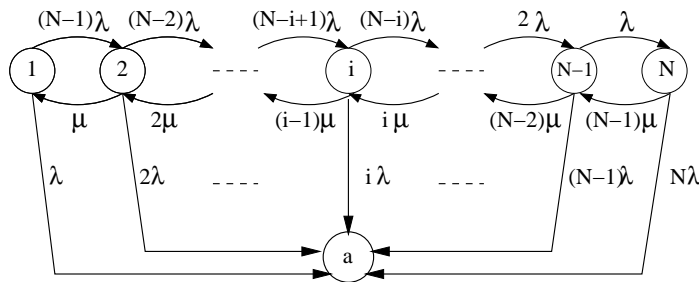 (N-1)λ (N-2)λ (N-i+1)λ (N-i)λ 2λ λ
1 2 i N-1 N
μ 2μ (i-1)μ iμ (N-2)μ (N-1)μ
λ 2λ iλ (N-1)λ Nλ
a